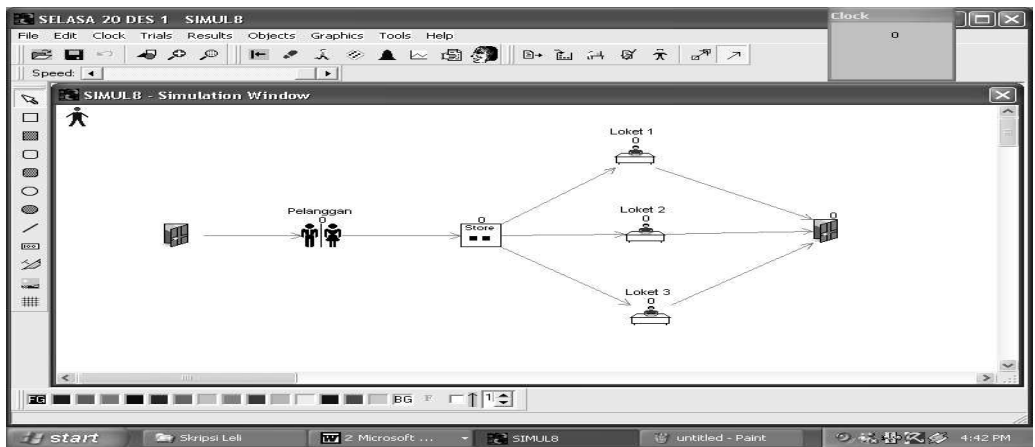 SELASA 20 DES 1 SIMUL8
Clock
0
File Edit Clock Trials Results Objects Graphics Tools Help
Speed:
SIMUL8 - Simulation Window
Loket 1
0
Pelanggan
0
0
Store
Loket 2
0
0
Loket 3
0
FG BG F 1
start Skripsi Leli 2 Microsoft ... SIMUL8 untitled - Paint 4:42 PM